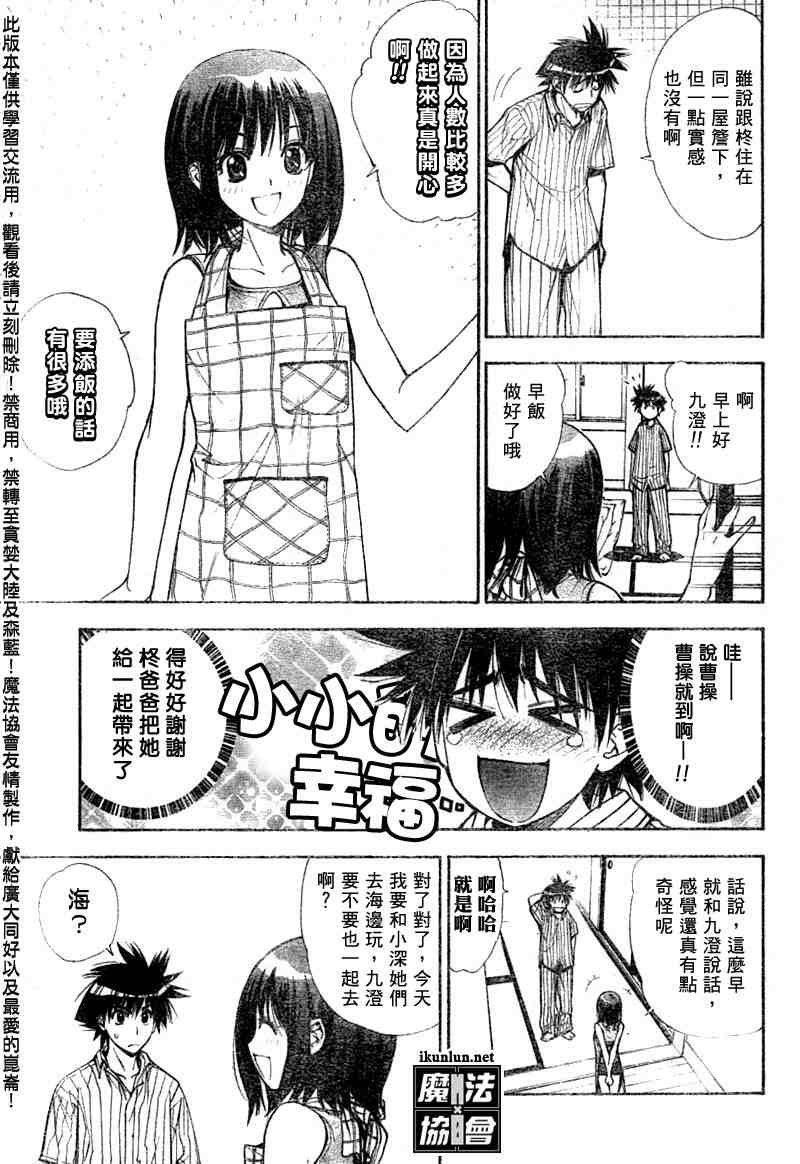 雖說跟柊住在
同一屋簷下，
但一點實感
也沒有啊
因為人數比較多
做起來真是開心
啊!!
要添飯的話
有很多哦
啊
早上好
九澄!!
早飯
做好了哦
哇——
說曹操
曹操就
到啊—!!
小小的
幸福…
得好好謝謝
柊爸爸把她
給一起帶來了
話說，這麼早
就和九澄說話，
感覺還真有點
奇怪呢
啊哈哈
就是啊
對了對了，今天
我要和小深她們
去海邊玩，九澄
要不要也一起去
啊？
海？
ikunlun.net
魔法
×
協會
此版本僅供學習交流用，觀看後請立刻刪除！禁商用，禁轉至貪婪大陸及森藍！魔法協會友情製作，獻給廣大同好以及最愛的崑崙！